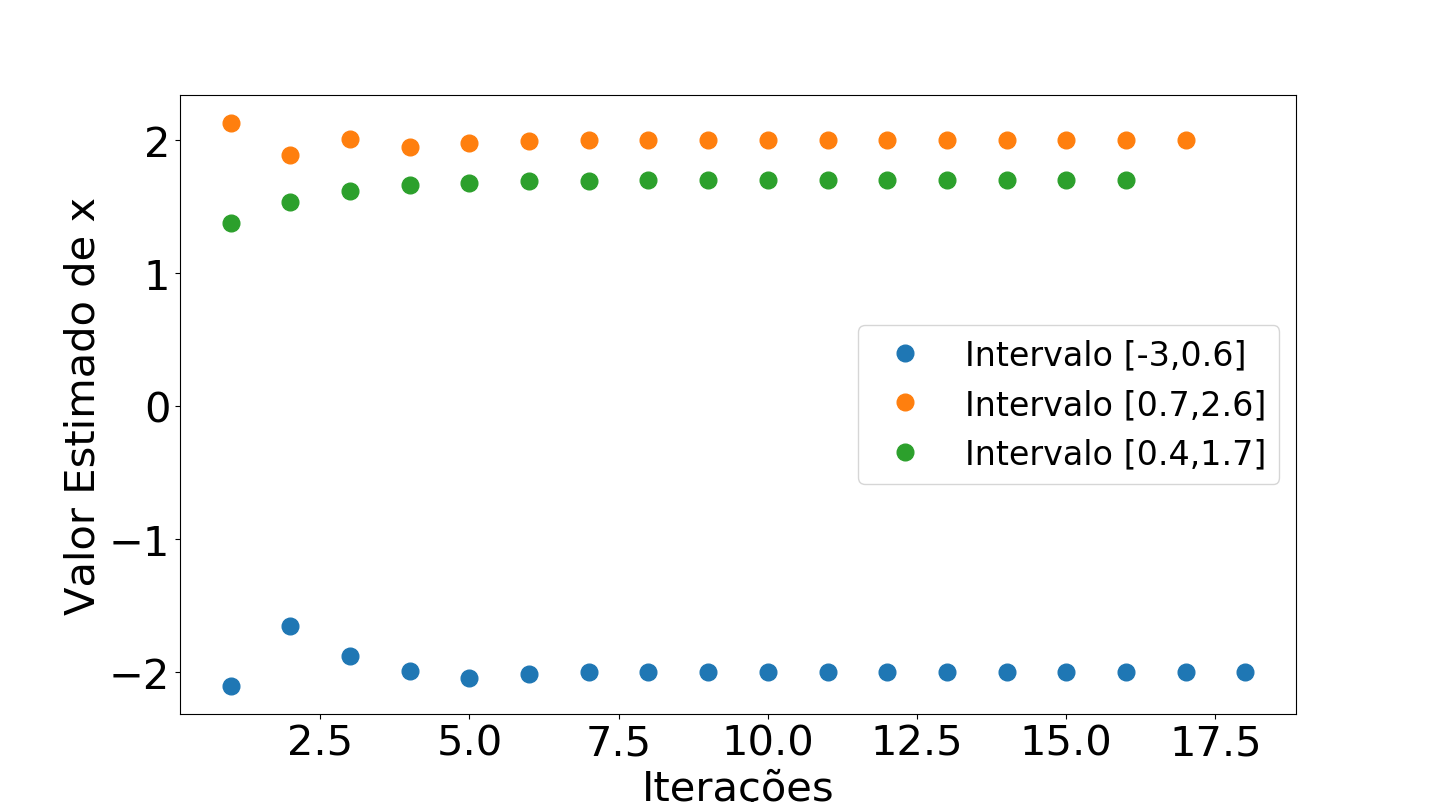 2
1
0
−1
−2
Valor Estimado de x
Intervalo [-3,0.6]
Intervalo [0.7,2.6]
Intervalo [0.4,1.7]
2.5 5.0 7.5 10.0 12.5 15.0 17.5
Iterações